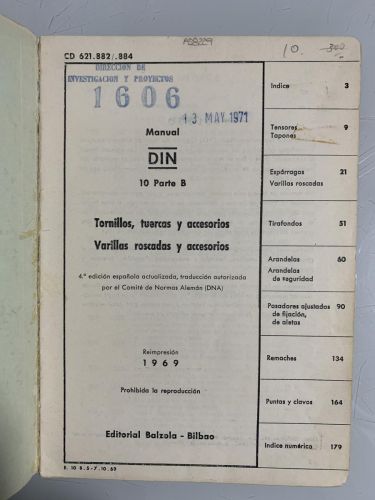 A08229
10.
CD 621.882/.884
DIRECCION DE
INVESTIGACION Y PROYECTOS
1606
13 MAY 1971
Manual
DIN
10 Parte B
Tornillos, tuercas y accesorios
Varillas roscadas y accesorios
4.ª edición española actualizada, traducción autorizada
por el Comité de Normas Alemán (DNA)
Reimpresión
1969
Prohibida la reproducción
Editorial Balzola - Bilbao
Indice 3
Tensores 9
Tapones
Espárragos 21
Varillas roscadas
Tirafondos 51
Arandelas 60
Arandelas
de seguridad
Pasadores ajustados 90
de fijación,
de aletas
Remaches 134
Puntas y clavos 164
Indice numérico 179